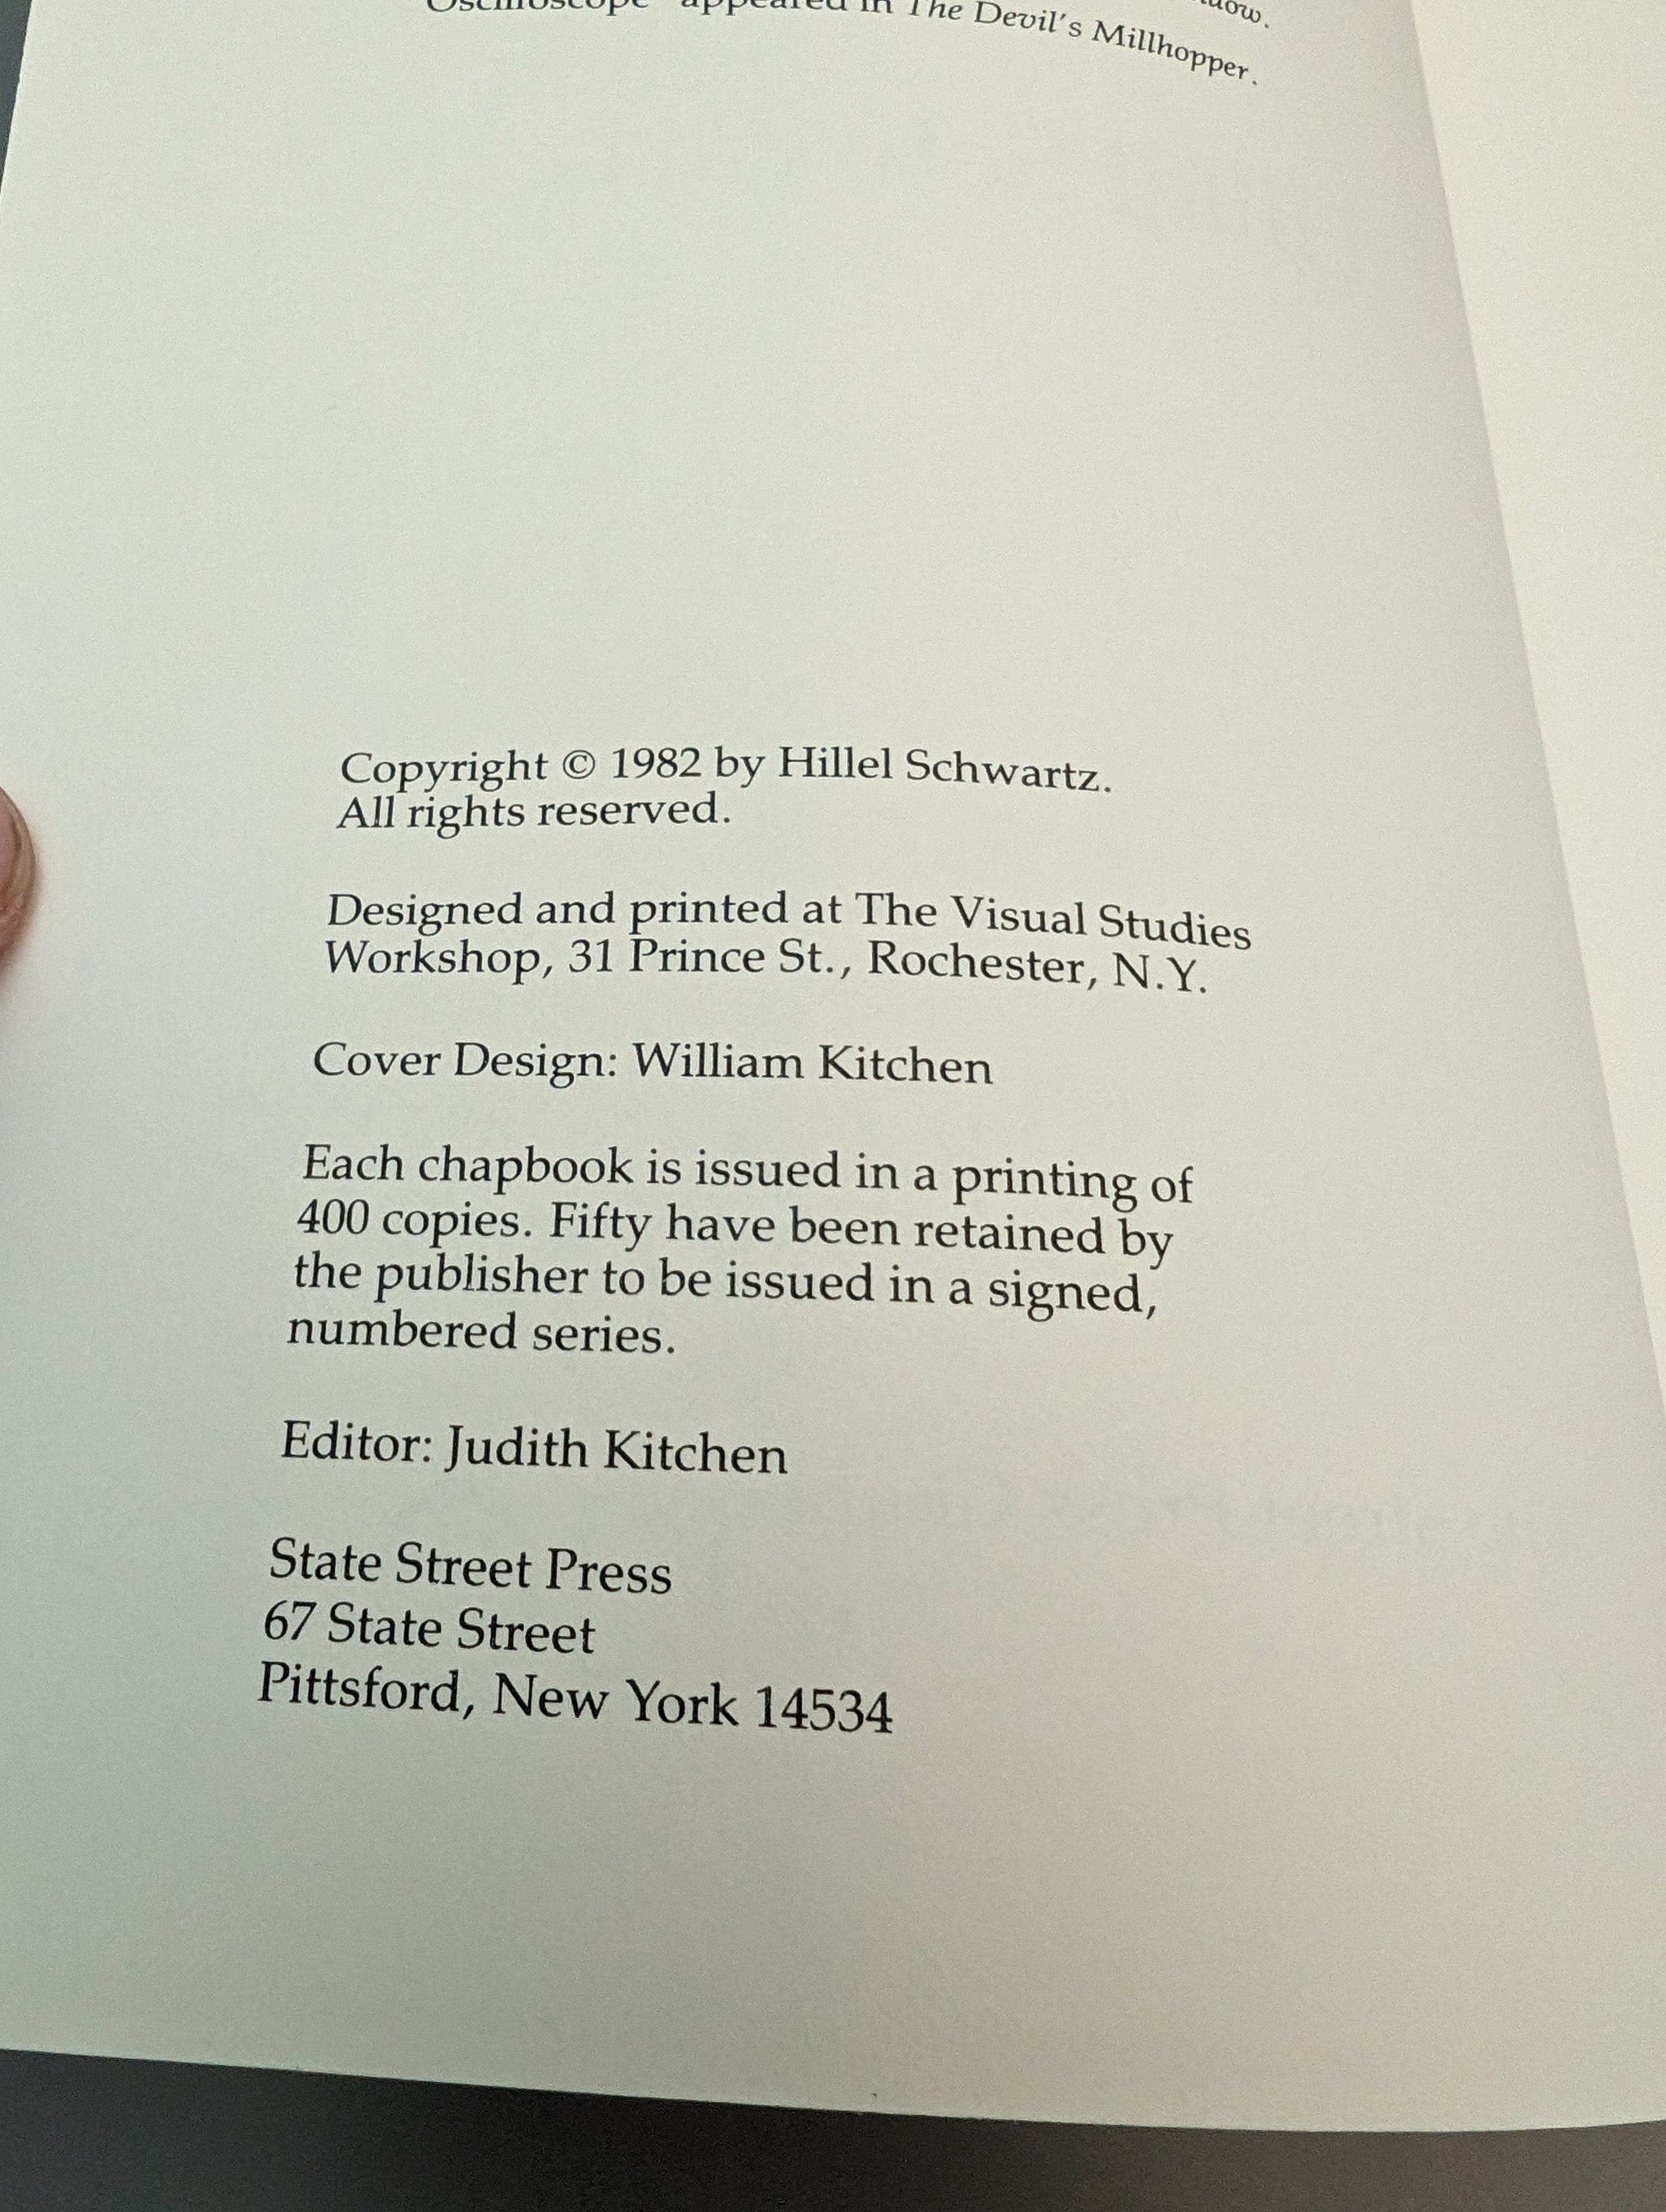 Oscilloscope" appeared in The Devil's Millhopper.
Copyright © 1982 by Hillel Schwartz.
All rights reserved.
Designed and printed at The Visual Studies
Workshop, 31 Prince St., Rochester, N.Y.
Cover Design: William Kitchen
Each chapbook is issued in a printing of
400 copies. Fifty have been retained by
the publisher to be issued in a signed,
numbered series.
Editor: Judith Kitchen
State Street Press
67 State Street
Pittsford, New York 14534